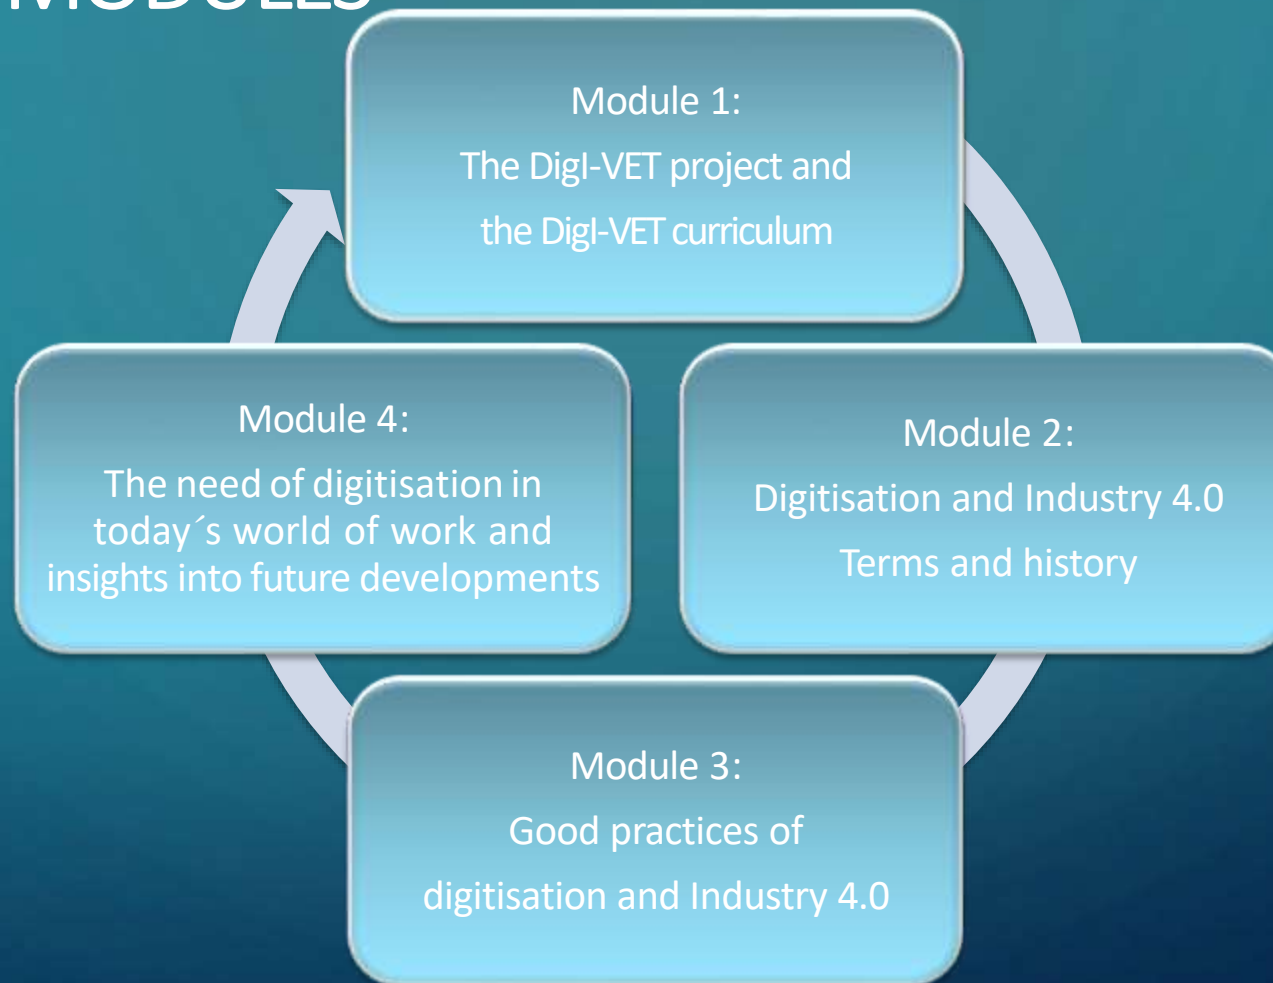 MODULES
Module 1:
The DigI-VET project and
the DigI-VET curriculum
Module 2:
Digitisation and Industry 4.0
Terms and history
Module 3:
Good practices of
digitisation and Industry 4.0
Module 4:
The need of digitisation in
today´s world of work and
insights into future developments